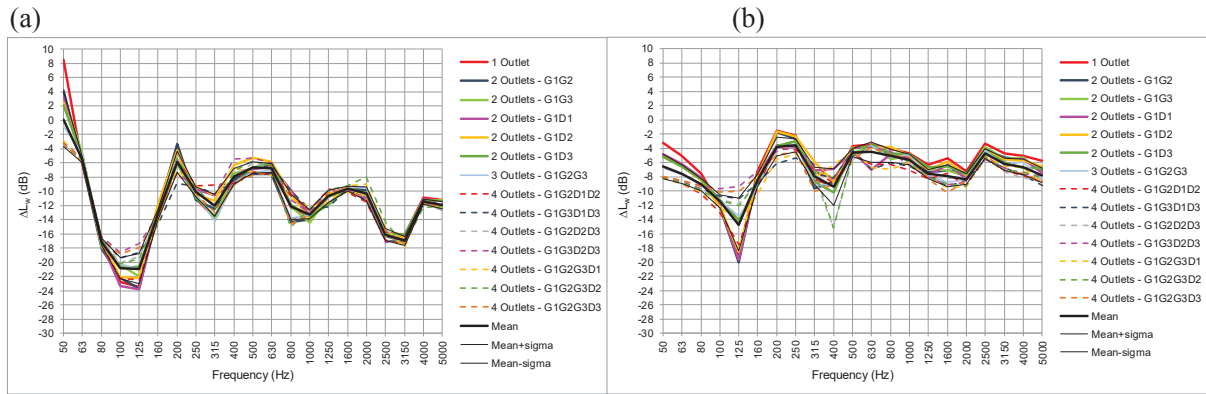 (a)
(b)
10
8
6
4
2
0
-2
-4
-6
-8
-10
-12
-14
-16
-18
-20
-22
-24
-26
-28
-30
ΔLw (dB)
50 63 80 100 125 160 200 250 315 400 500 630 800 1000 1250 1600 2000 2500 3150 4000 5000
Frequency (Hz)
1 Outlet
2 Outlets - G1G2
2 Outlets - G1G3
2 Outlets - G1D1
2 Outlets - G1D2
2 Outlets - G1D3
3 Outlets - G1G2G3
4 Outlets - G1G2D1D2
4 Outlets - G1G3D1D3
4 Outlets - G1G2D2D3
4 Outlets - G1G3D2D3
4 Outlets - G1G2G3D1
4 Outlets - G1G2G3D2
4 Outlets - G1G2G3D3
Mean
Mean+sigma
Mean-sigma
10
8
6
4
2
0
-2
-4
-6
-8
-10
-12
-14
-16
-18
-20
-22
-24
-26
-28
-30
ΔLw (dB)
50 63 80 100 125 160 200 250 315 400 500 630 800 1000 1250 1600 2000 2500 3150 4000 5000
Frequency (Hz)
1 Outlet
2 Outlets - G1G2
2 Outlets - G1G3
2 Outlets - G1D1
2 Outlets - G1D2
2 Outlets - G1D3
3 Outlets - G1G2G3
4 Outlets - G1G2D1D2
4 Outlets - G1G3D1D3
4 Outlets - G1G2D2D3
4 Outlets - G1G3D2D3
4 Outlets - G1G2G3D1
4 Outlets - G1G2G3D2
4 Outlets - G1G2G3D3
Mean
Mean+sigma
Mean-sigma